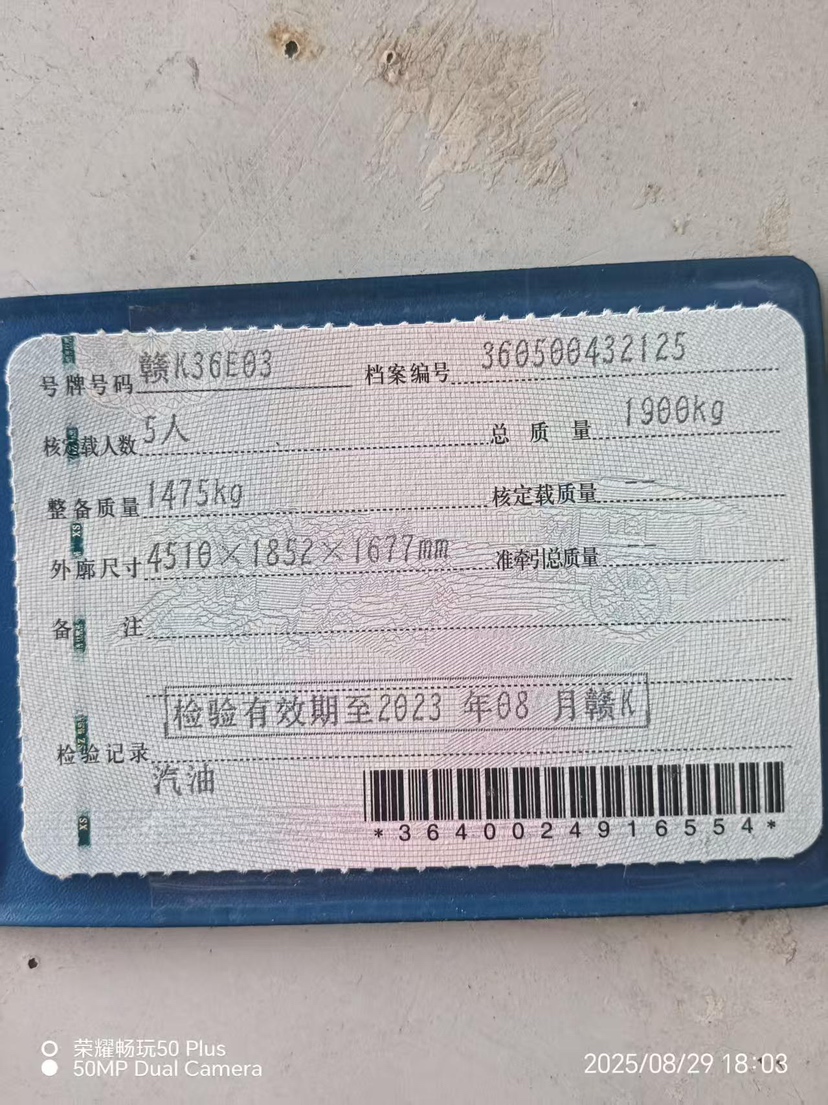 号牌号码 赣K36E03 档案编号 360500432125
核定载人数 5人 总质量 1900kg
整备质量 1475kg 核定载质量 --
外廓尺寸 4510×1852×1677mm 准牵引总质量 --
备注
检验有效期至2023 年08 月赣K
检验记录
汽油
*3640024916554*
荣耀畅玩50 Plus
50MP Dual Camera
2025/08/29 18:03